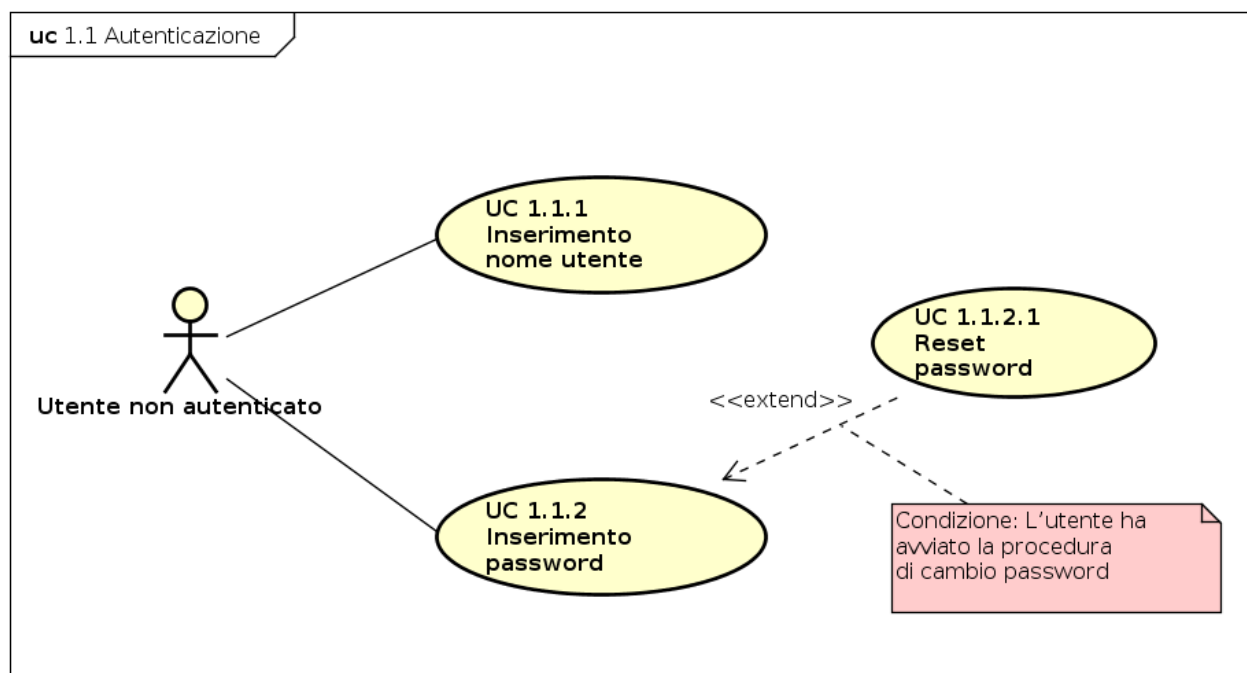 uc 1.1 Autenticazione
UC 1.1.1
Inserimento
nome utente
UC 1.1.2.1
Reset
password
Utente non autenticato
<<extend>>
UC 1.1.2
Inserimento
password
Condizione: L'utente ha
avviato la procedura
di cambio password